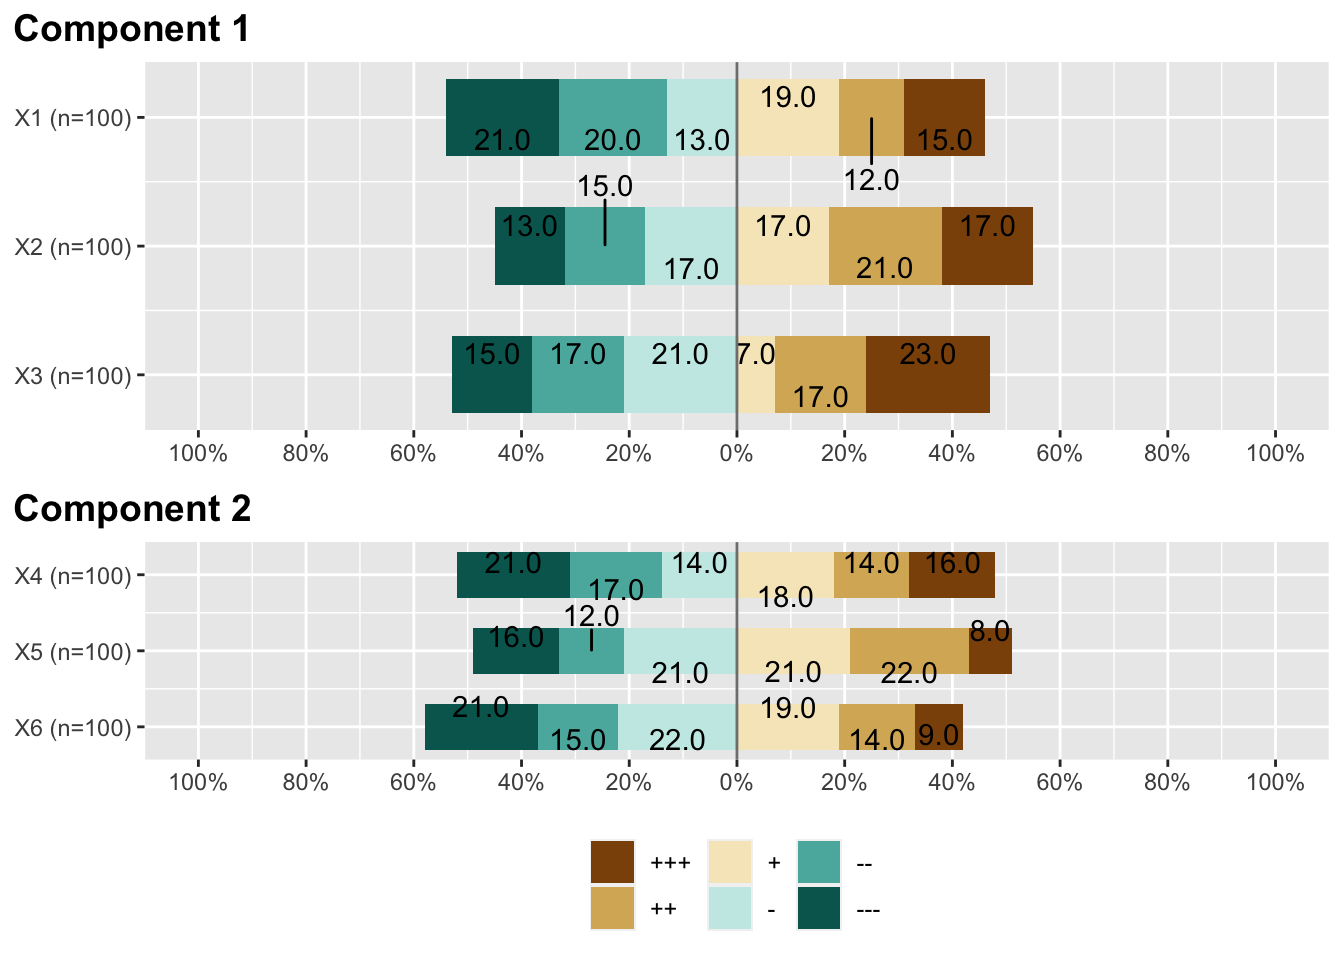 Component 1
X1 (n=100)
19.0
21.0 20.0 13.0 15.0
12.0
15.0
X2 (n=100)
13.0 17.0 17.0
17.0 21.0
X3 (n=100)
15.0 17.0 21.0 7.0 23.0
17.0
100% 80% 60% 40% 20% 0% 20% 40% 60% 80% 100%
Component 2
X4 (n=100)
21.0 14.0 14.0 16.0
17.0 18.0
12.0
X5 (n=100)
16.0 8.0
21.0 21.0 22.0
X6 (n=100)
21.0 19.0
15.0 22.0 14.0 9.0
100% 80% 60% 40% 20% 0% 20% 40% 60% 80% 100%
+++ + --
++ - ---